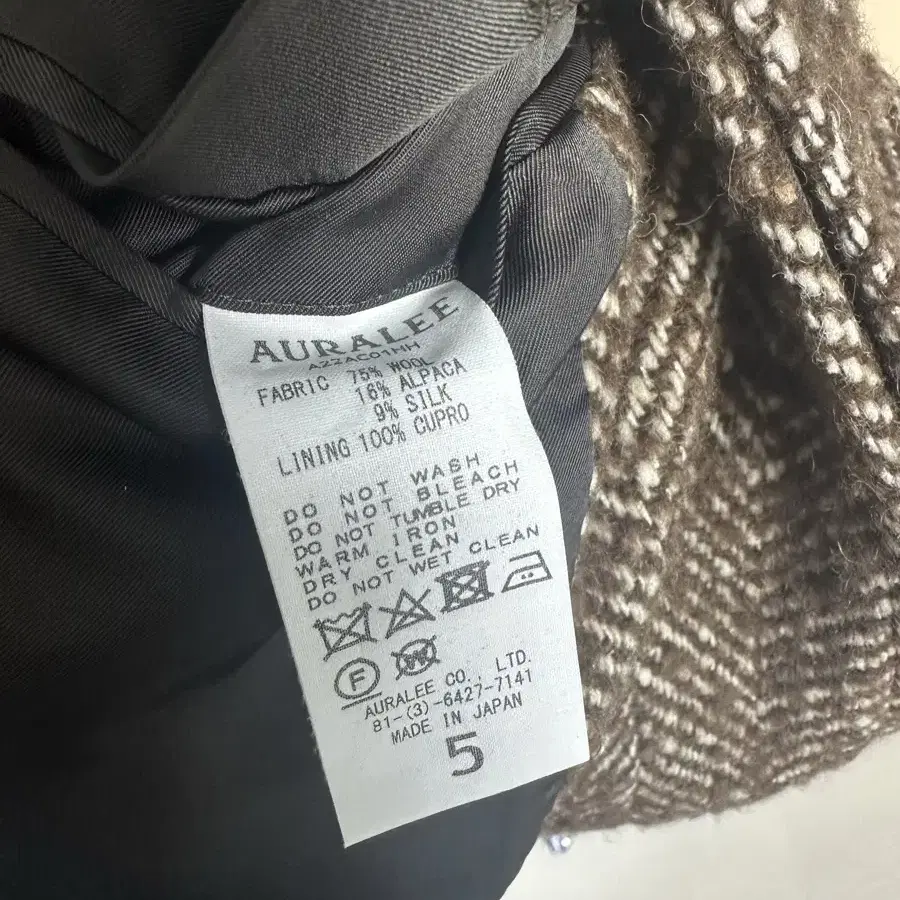 AURALEE
A22AC01MH
FABRIC 75% WOOL
16% ALPACA
9% SILK
LINING 100% CUPRO
DO NOT WASH
DO NOT BLEACH
DO NOT TUMBLE DRY
WARM IRON
DRY CLEAN
DO NOT WET CLEAN
F W
AURALEE CO., LTD.
81-(3)-6427-7141
MADE IN JAPAN
5